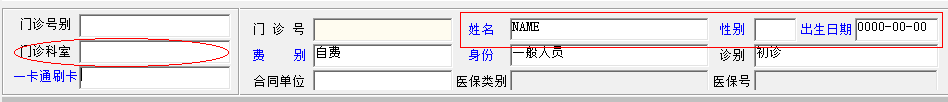 门诊号别 门 诊 号 姓名 NAME 性别 出生日期 0000-00-00
门诊科室 费 别 自费 身份 一般人员 诊别 初诊
一卡通刷卡 合同单位 医保类别 医保号